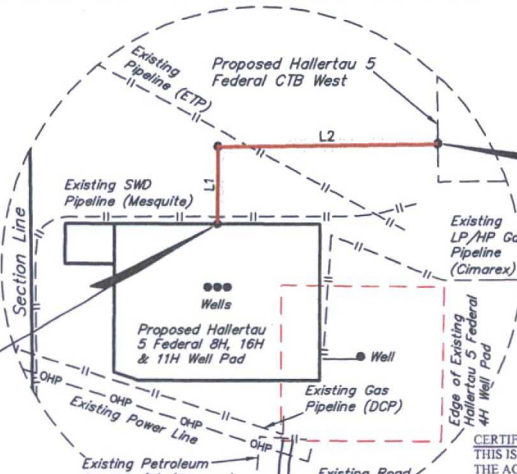 Existing
Pipeline (ETP)
Proposed Hallertau 5
Federal CTB West
L2
L1
Existing SWD
Pipeline (Mesquite)
Section Line
Existing
LP/HP Ga
Pipeline
(Cimarex)
Wells
Proposed Hallertau
5 Federal 8H, 16H
& 11H Well Pad
Well
Edge of Existing
Hallertau 5 Federal
4H Well Pad
Existing Gas
Pipeline (DCP)
OHP
OHP
OHP
OHP
Existing Power Line
Existing Petroleum
Existing Road
CERTIF
THIS IS
THE AC